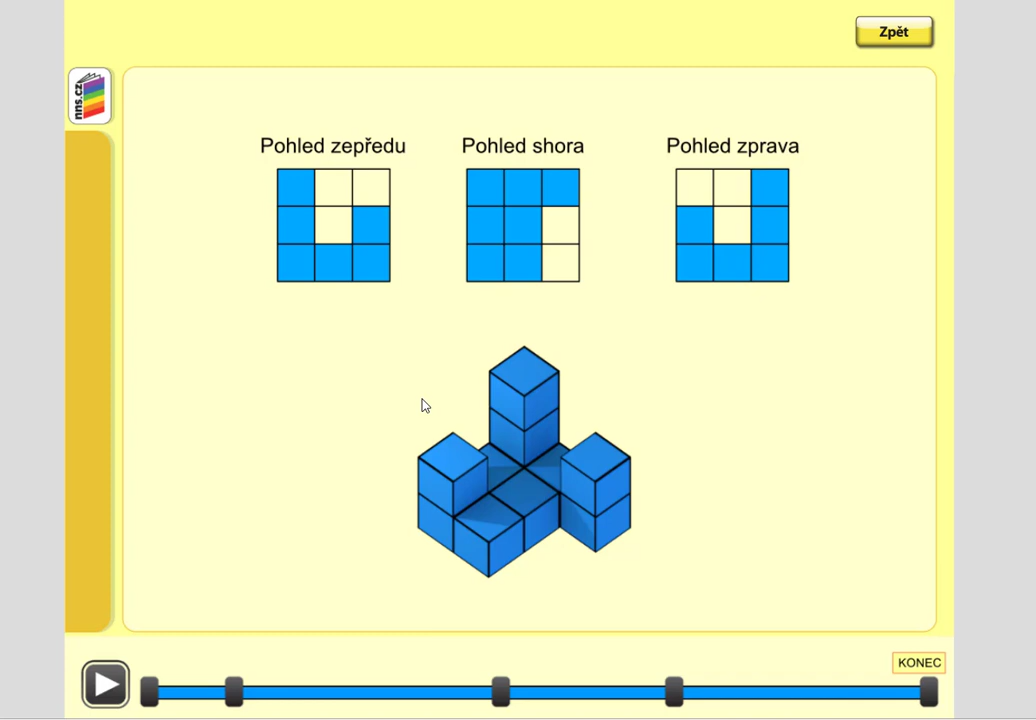 Zpět
nns.cz
Pohled zepředu
Pohled shora
Pohled zprava
KONEC